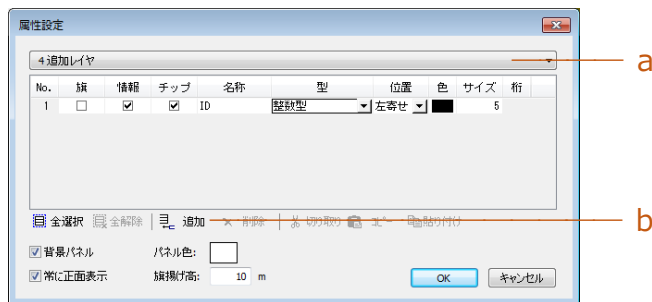 属性設定
4 追加レイヤ
a
No. 旗 情報 チップ 名称 型 位置 色 サイズ 桁
1 ID 整数型 左寄せ 5
全選択 全解除 追加 削除 切り取り コピー 貼り付け
b
背景パネル パネル色:
常に正面表示 旗揚げ高: 10 m
OK キャンセル